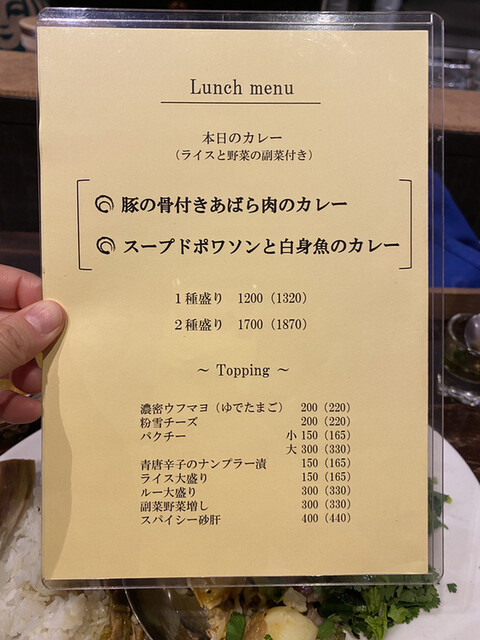 Lunch menu
本日のカレー
（ライスと野菜の副菜付き）
豚の骨付きあばら肉のカレー
スープドポワソンと白身魚のカレー
1種盛り 1200（1320）
2種盛り 1700（1870）
～ Topping ～
濃密ウフマヨ（ゆでたまご） 200（220）
粉雪チーズ 200（220）
パクチー 小 150（165）
大 300（330）
青唐辛子のナンプラー漬 150（165）
ライス大盛り 150（165）
ルー大盛り 300（330）
副菜野菜増し 300（330）
スパイシー砂肝 400（440）